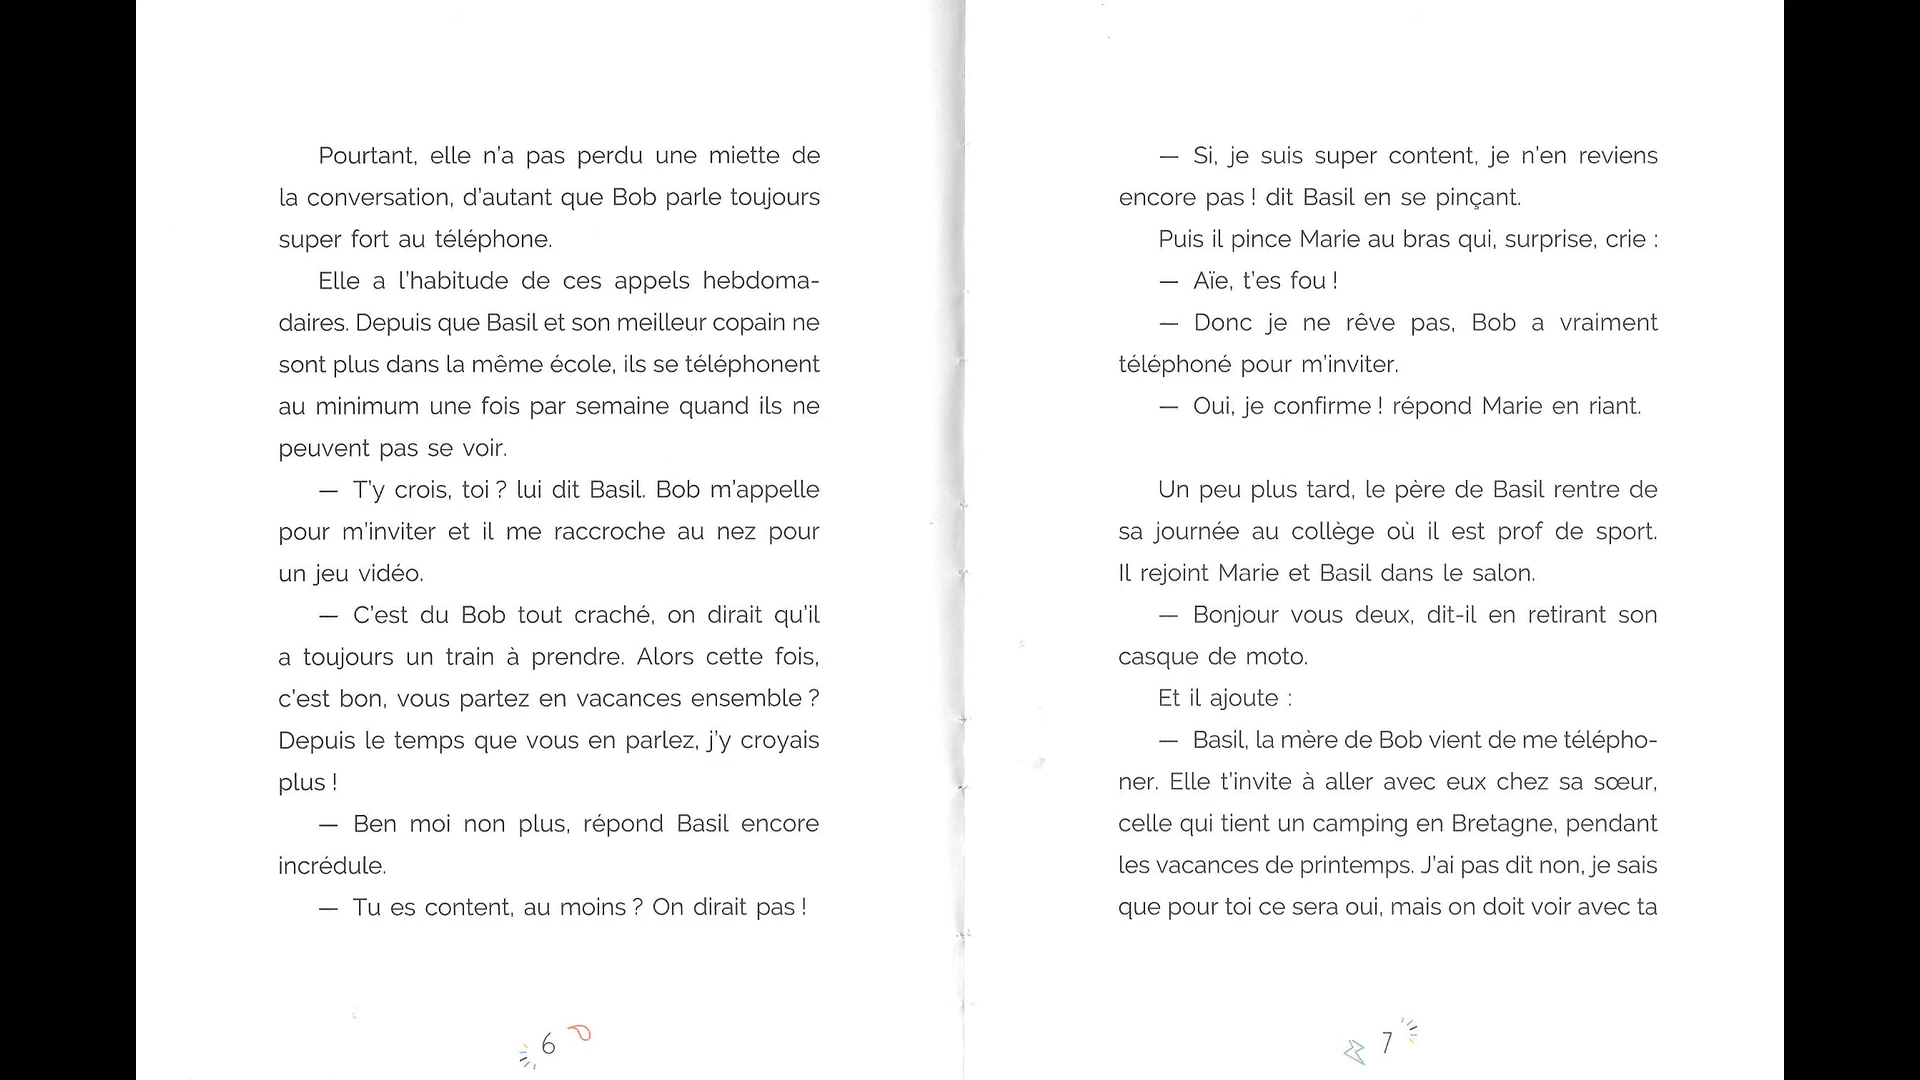 Pourtant, elle n'a pas perdu une miette de
la conversation, d'autant que Bob parle toujours
super fort au téléphone.
Elle a l'habitude de ces appels hebdoma-
daires. Depuis que Basil et son meilleur copain ne
sont plus dans la même école, ils se téléphonent
au minimum une fois par semaine quand ils ne
peuvent pas se voir.
— T'y crois, toi ? lui dit Basil. Bob m'appelle
pour m'inviter et il me raccroche au nez pour
un jeu vidéo.
— C'est du Bob tout craché, on dirait qu'il
a toujours un train à prendre. Alors cette fois,
c'est bon, vous partez en vacances ensemble ?
Depuis le temps que vous en parlez, j'y croyais
plus !
— Ben moi non plus, répond Basil encore
incrédule.
— Tu es content, au moins ? On dirait pas !
6
— Si, je suis super content, je n'en reviens
encore pas ! dit Basil en se pinçant.
Puis il pince Marie au bras qui, surprise, crie :
— Aïe, t'es fou !
— Donc je ne rêve pas, Bob a vraiment
téléphoné pour m'inviter.
— Oui, je confirme ! répond Marie en riant.
Un peu plus tard, le père de Basil rentre de
sa journée au collège où il est prof de sport.
Il rejoint Marie et Basil dans le salon.
— Bonjour vous deux, dit-il en retirant son
casque de moto.
Et il ajoute :
— Basil, la mère de Bob vient de me télépho-
ner. Elle t'invite à aller avec eux chez sa sœur,
celle qui tient un camping en Bretagne, pendant
les vacances de printemps. J'ai pas dit non, je sais
que pour toi ce sera oui, mais on doit voir avec ta
7